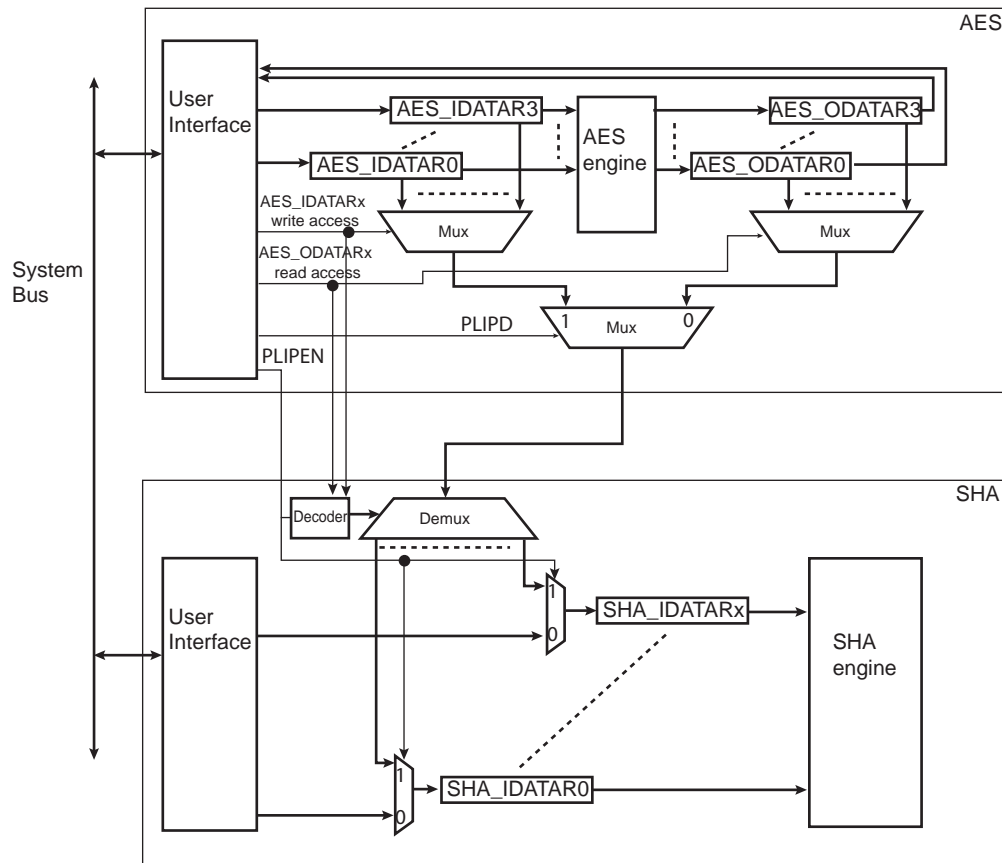 AES
User
Interface
AES_IDATAR3
AES_IDATAR0
AES
engine
AES_ODATAR3
AES_ODATAR0
AES_IDATARx
write access
Mux
Mux
AES_ODATARx
read access
System
Bus
1
Mux
0
PLIPD
PLIPEN
SHA
Decoder
Demux
User
Interface
1
0
SHA_IDATARx
SHA
engine
1
0
SHA_IDATAR0